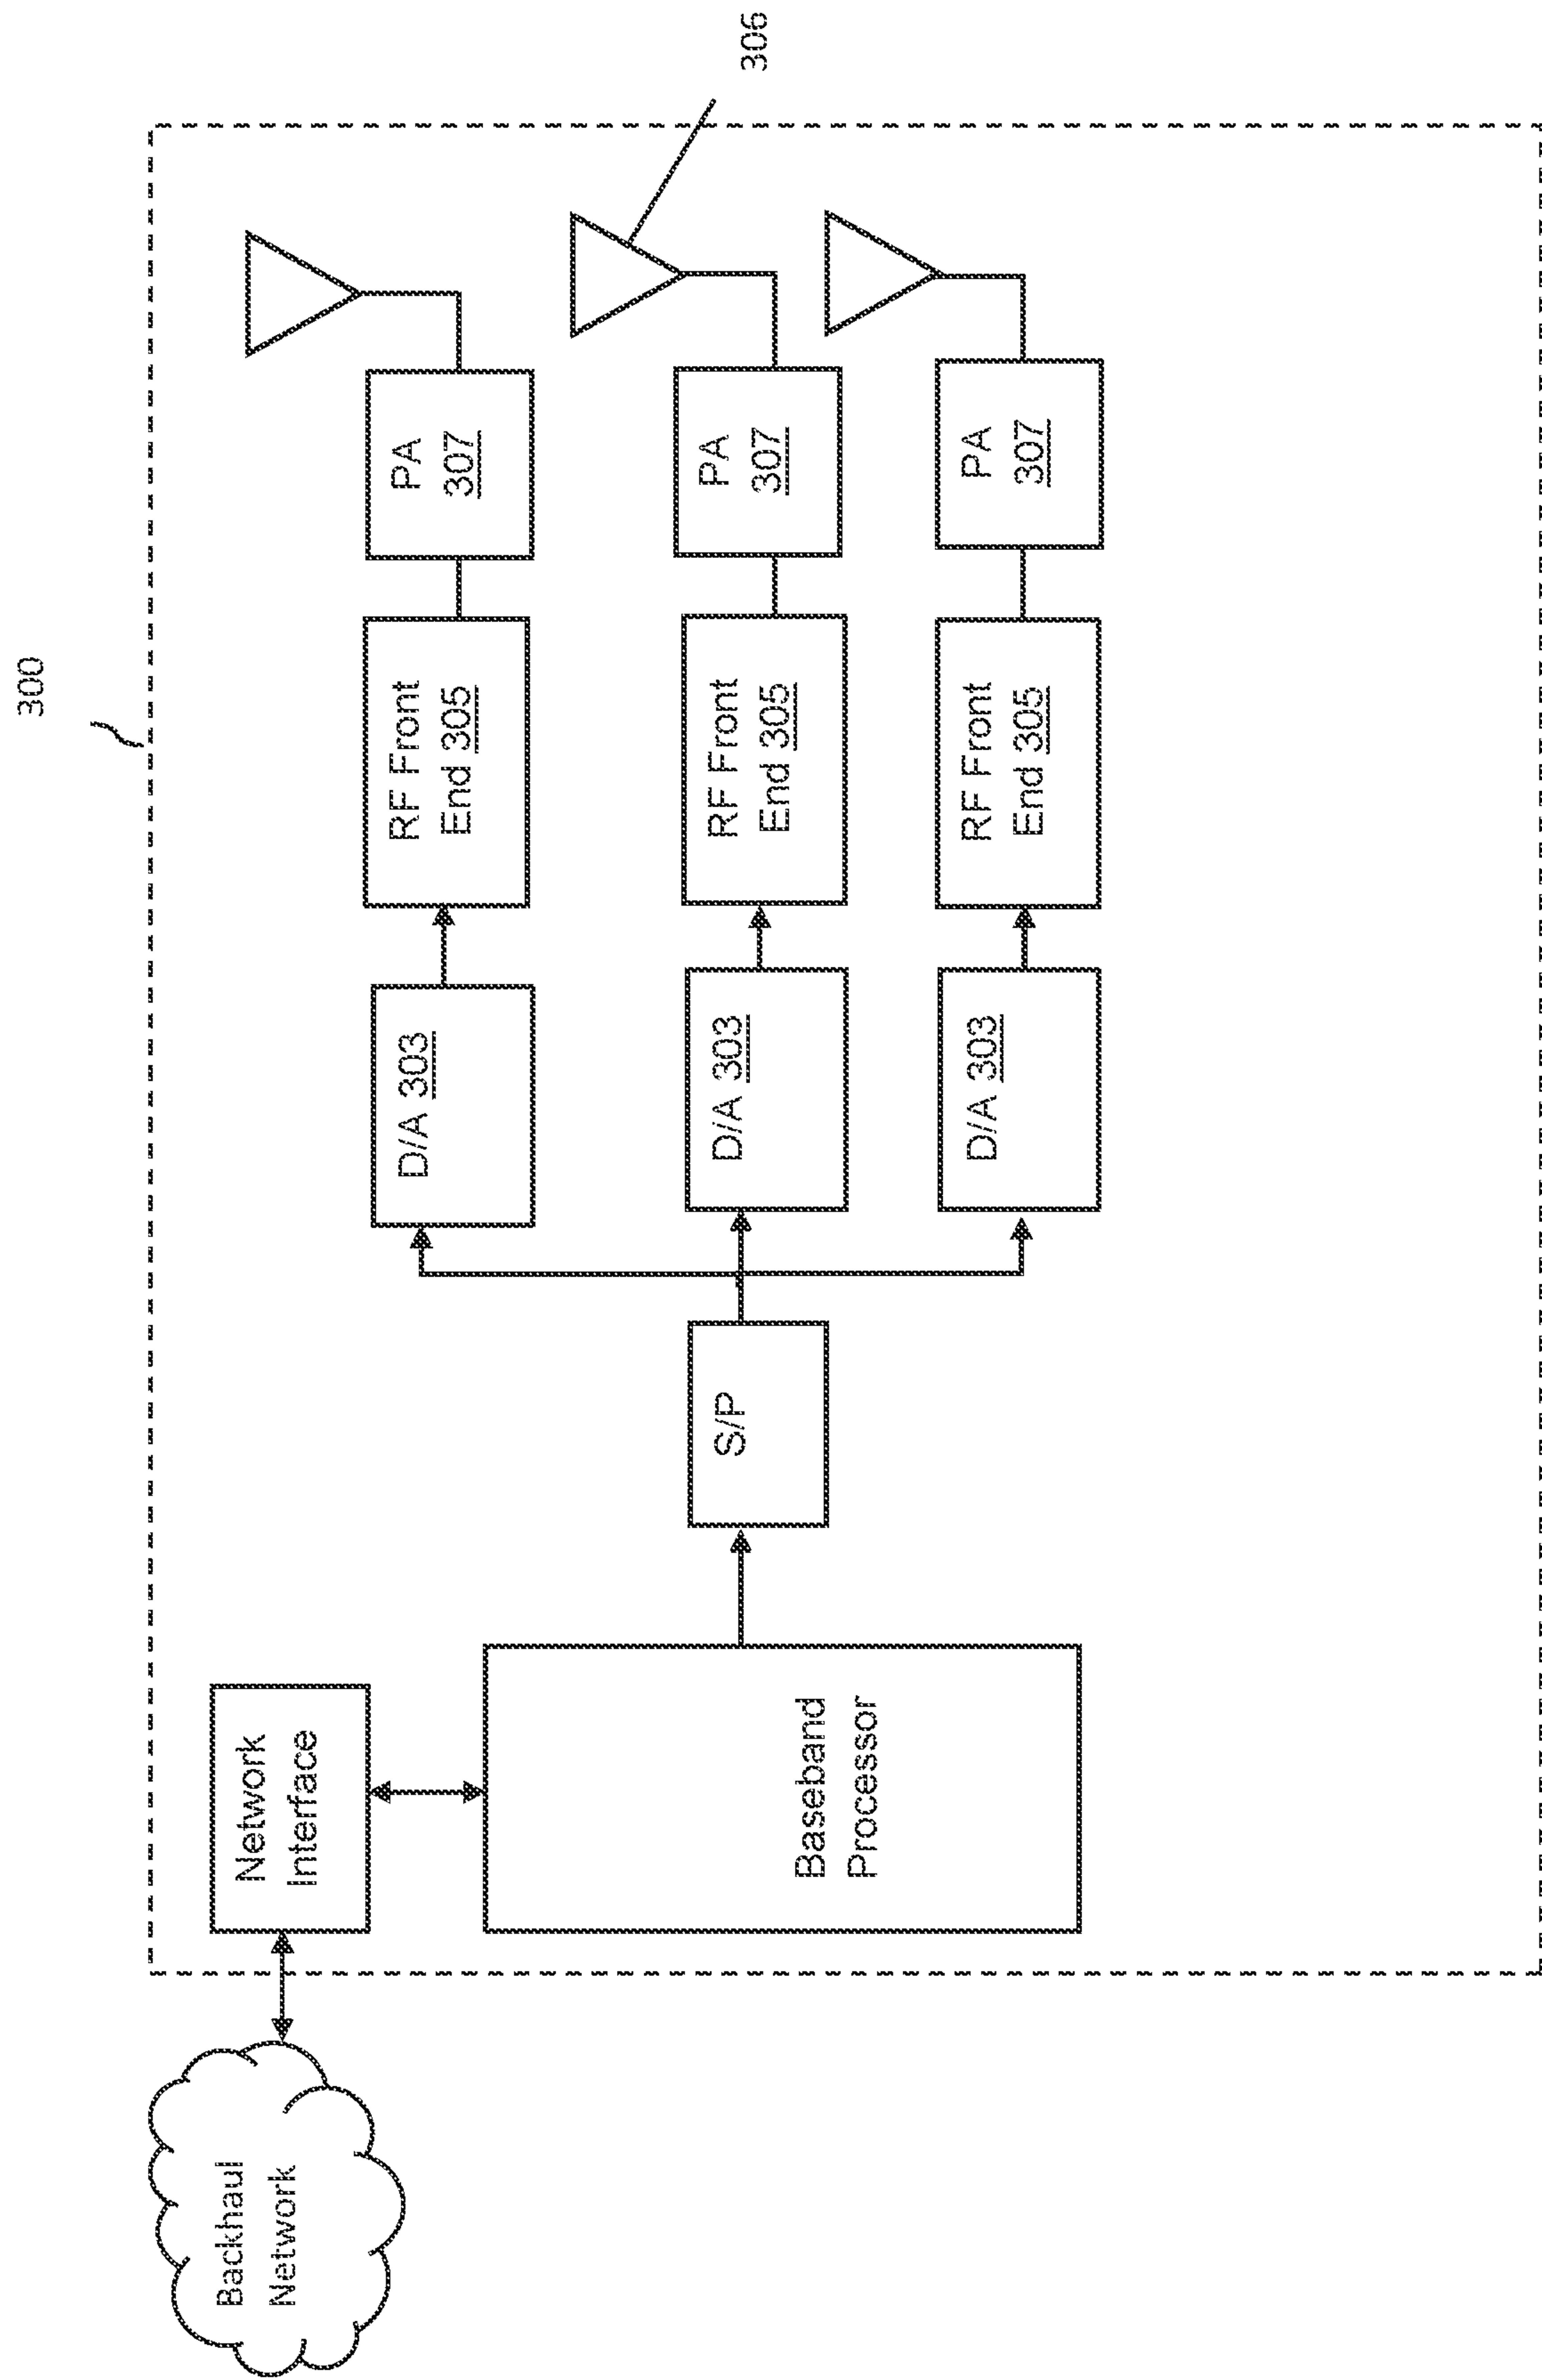 300
Backhaul
Network
Network
Interface
Baseband
Processor
S/P
D/A 303
RF Front
End 305
PA
307
D/A 303
RF Front
End 305
PA
307
306
D/A 303
RF Front
End 305
PA
307